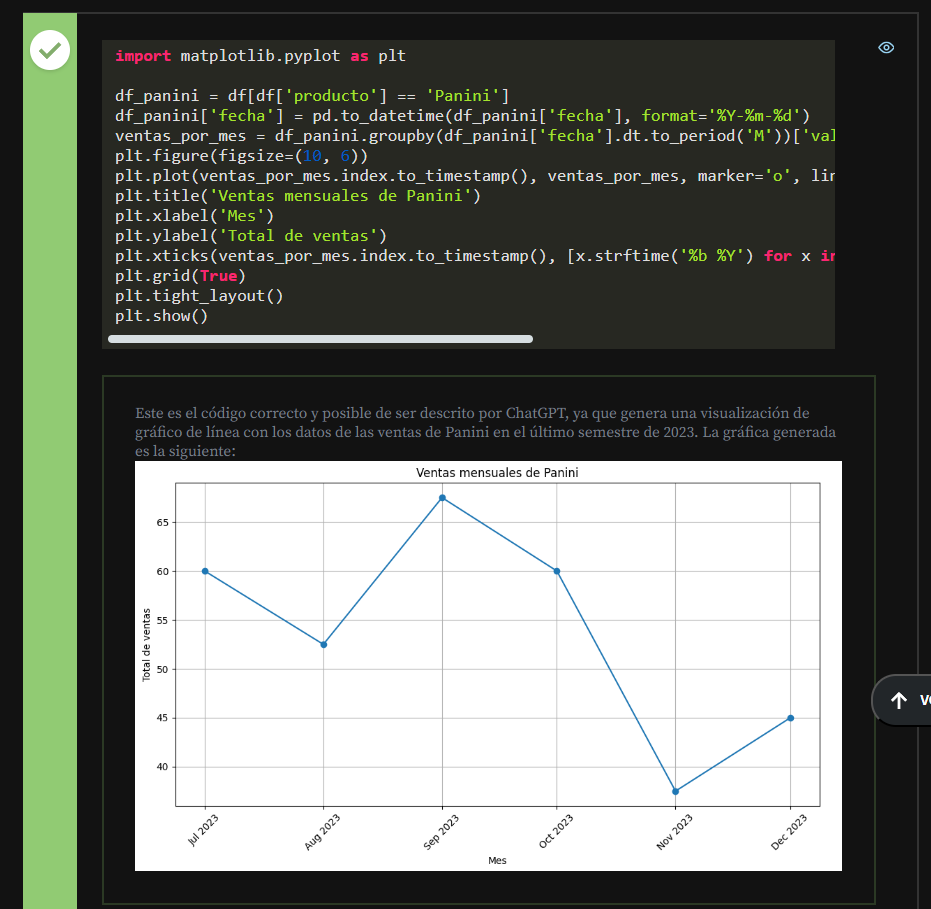 import matplotlib.pyplot as plt
df_panini = df[df['producto'] == 'Panini']
df_panini['fecha'] = pd.to_datetime(df_panini['fecha'], format='%Y-%m-%d')
ventas_por_mes = df_panini.groupby(df_panini['fecha'].dt.to_period('M'))['val
plt.figure(figsize=(10, 6))
plt.plot(ventas_por_mes.index.to_timestamp(), ventas_por_mes, marker='o', lin
plt.title('Ventas mensuales de Panini')
plt.xlabel('Mes')
plt.ylabel('Total de ventas')
plt.xticks(ventas_por_mes.index.to_timestamp(), [x.strftime('%b %Y') for x in
plt.grid(True)
plt.tight_layout()
plt.show()
Este es el código correcto y posible de ser descrito por ChatGPT, ya que genera una visualización de
gráfico de línea con los datos de las ventas de Panini en el último semestre de 2023. La gráfica generada
es la siguiente:
Ventas mensuales de Panini
Total de ventas
65
60
55
50
45
40
Jul 2023
Aug 2023
Sep 2023
Oct 2023
Nov 2023
Dec 2023
Mes